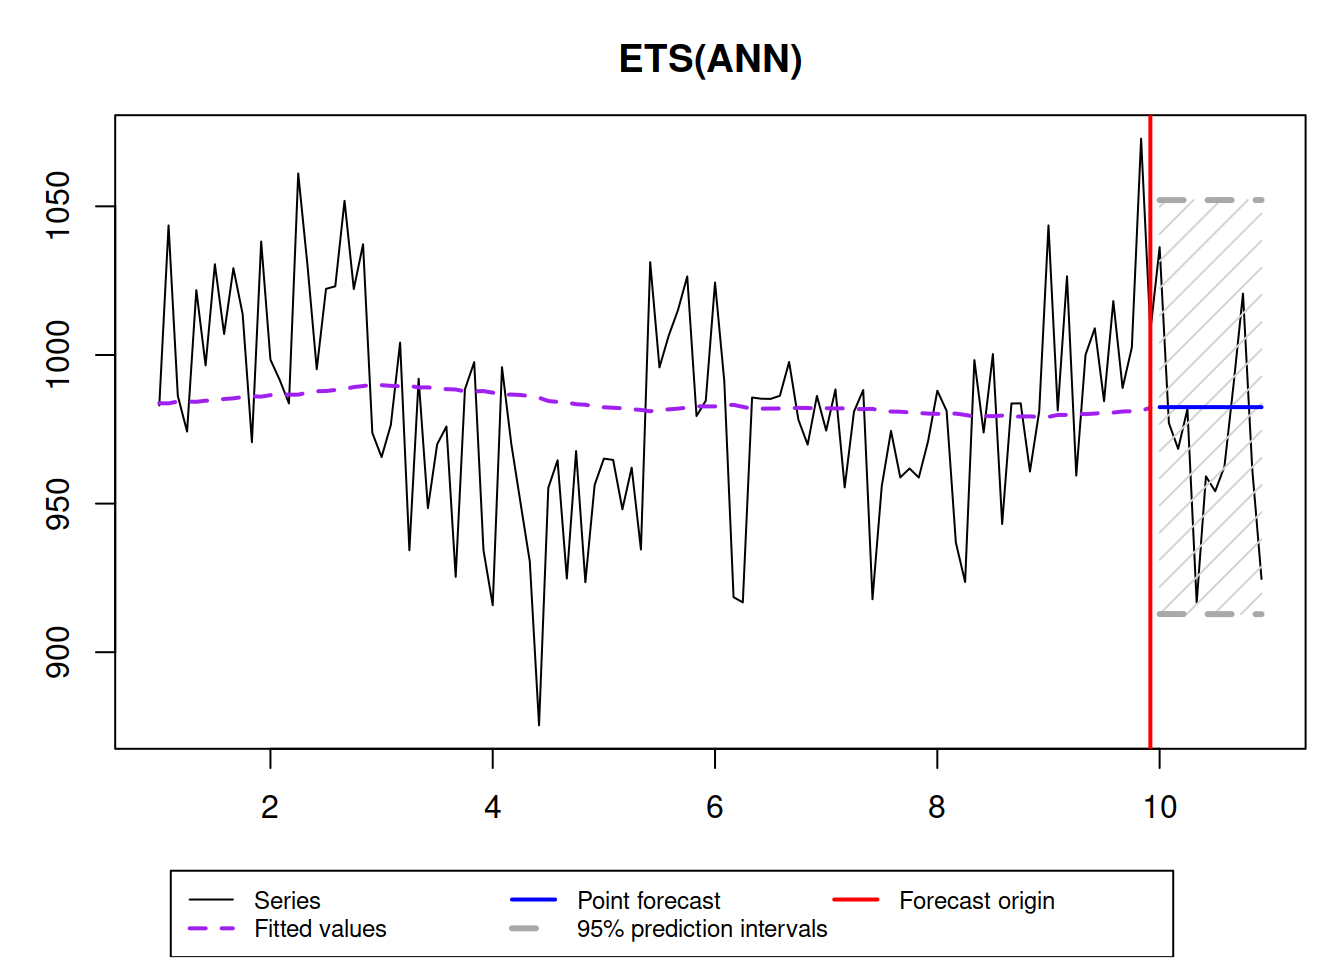 ETS(ANN)
1050
1000
950
900
2 4 6 8 10
Series Point forecast Forecast origin
Fitted values 95% prediction intervals